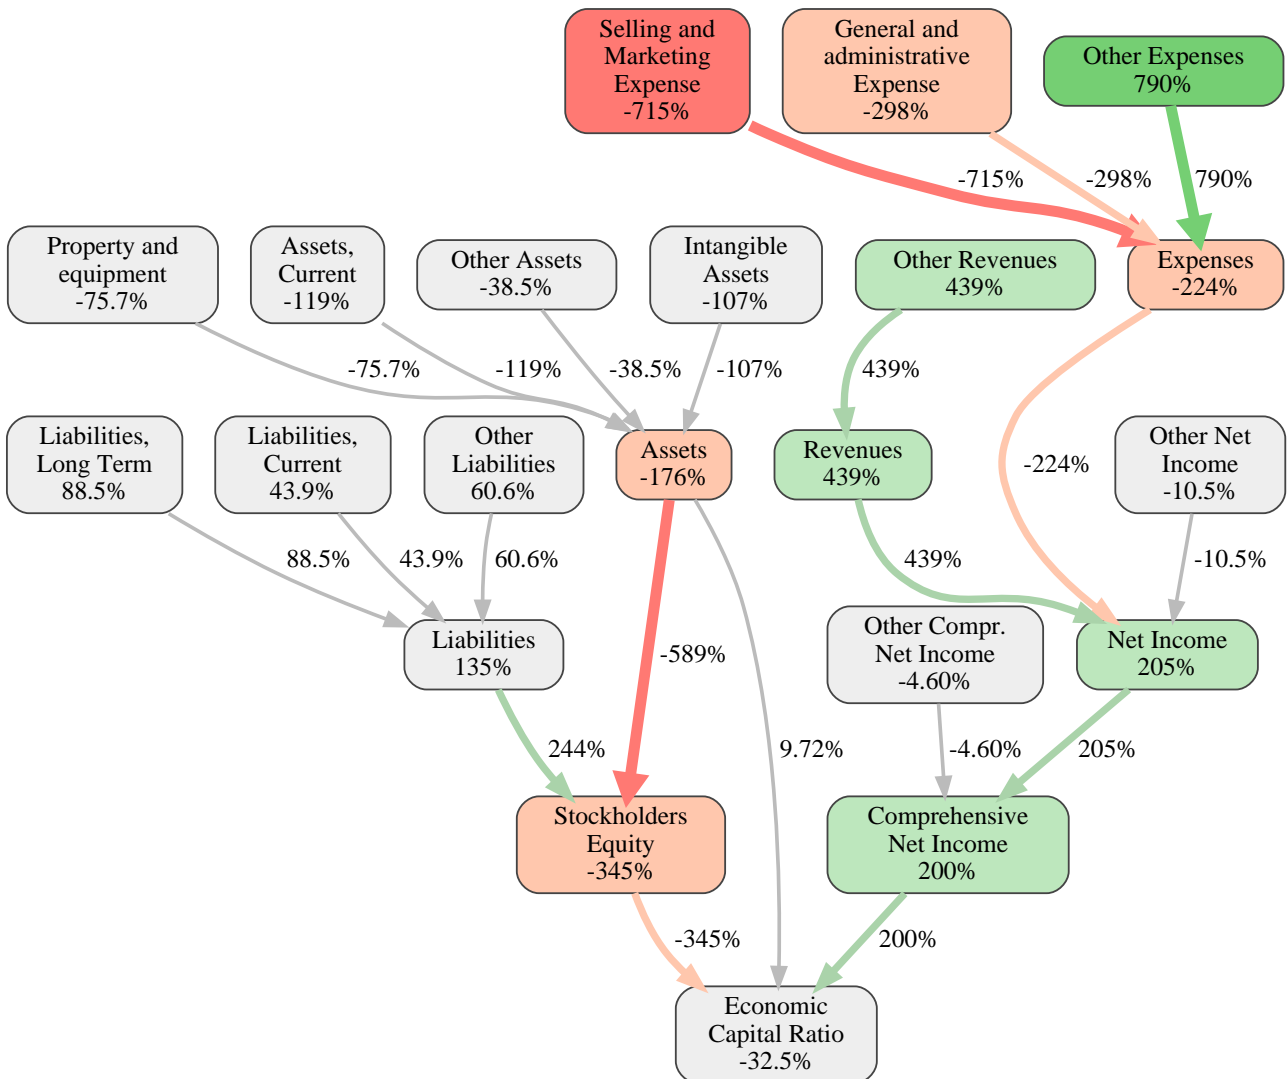 Selling and
Marketing
Expense
-715%
General and
administrative
Expense
-298%
Other Expenses
790%
-715%
-298%
790%
Property and
equipment
-75.7%
Assets,
Current
-119%
Other Assets
-38.5%
Intangible
Assets
-107%
Other Revenues
439%
Expenses
-224%
-75.7%
-119%
-38.5%
-107%
439%
Liabilities,
Long Term
88.5%
Liabilities,
Current
43.9%
Other
Liabilities
60.6%
Assets
-176%
Revenues
439%
-224%
Other Net
Income
-10.5%
88.5%
43.9%
60.6%
439%
-10.5%
Liabilities
135%
-589%
Other Compr.
Net Income
-4.60%
Net Income
205%
244%
9.72%
-4.60%
205%
Stockholders
Equity
-345%
Comprehensive
Net Income
200%
-345%
200%
Economic
Capital Ratio
-32.5%